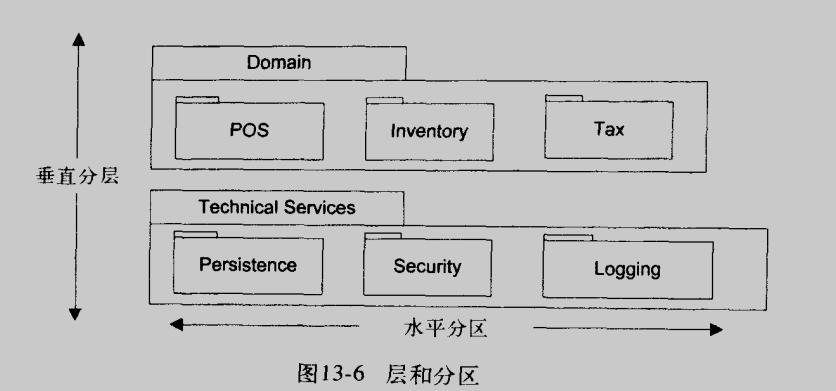 Domain
POS
Inventory
Tax
垂直分层
Technical Services
Persistence
Security
Logging
水平分区
图13-6 层和分区